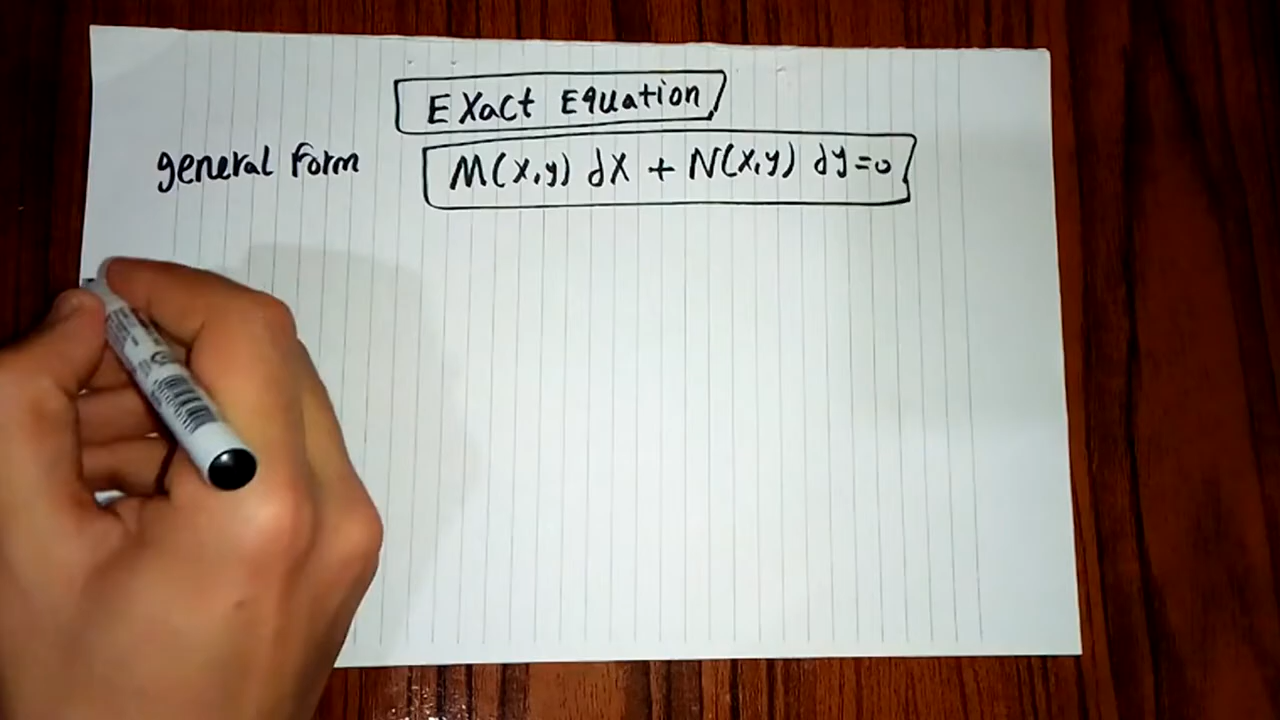 EXact Equation
general form M(x,y) dX + N(x,y) dy=0